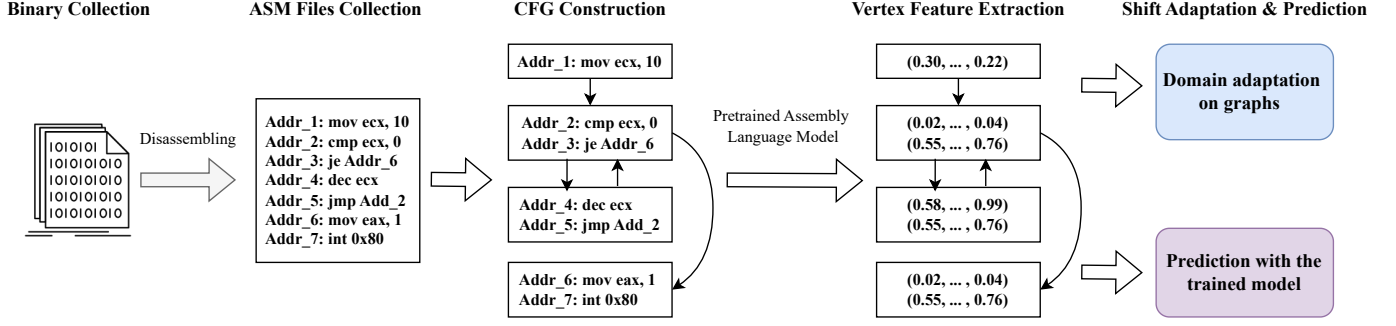 Binary Collection
ASM Files Collection
CFG Construction
Vertex Feature Extraction
Shift Adaptation & Prediction
1010101
10101010
10101010
10101010
Disassembling
Addr_1: mov ecx, 10
Addr_2: cmp ecx, 0
Addr_3: je Addr_6
Addr_4: dec ecx
Addr_5: jmp Add_2
Addr_6: mov eax, 1
Addr_7: int 0x80
Addr_1: mov ecx, 10
Addr_2: cmp ecx, 0
Addr_3: je Addr_6
Addr_4: dec ecx
Addr_5: jmp Add_2
Addr_6: mov eax, 1
Addr_7: int 0x80
Pretrained Assembly
Language Model
(0.30, ... , 0.22)
(0.02, ... , 0.04)
(0.55, ... , 0.76)
(0.58, ... , 0.99)
(0.55, ... , 0.76)
(0.02, ... , 0.04)
(0.55, ... , 0.76)
Domain adaptation
on graphs
Prediction with the
trained model